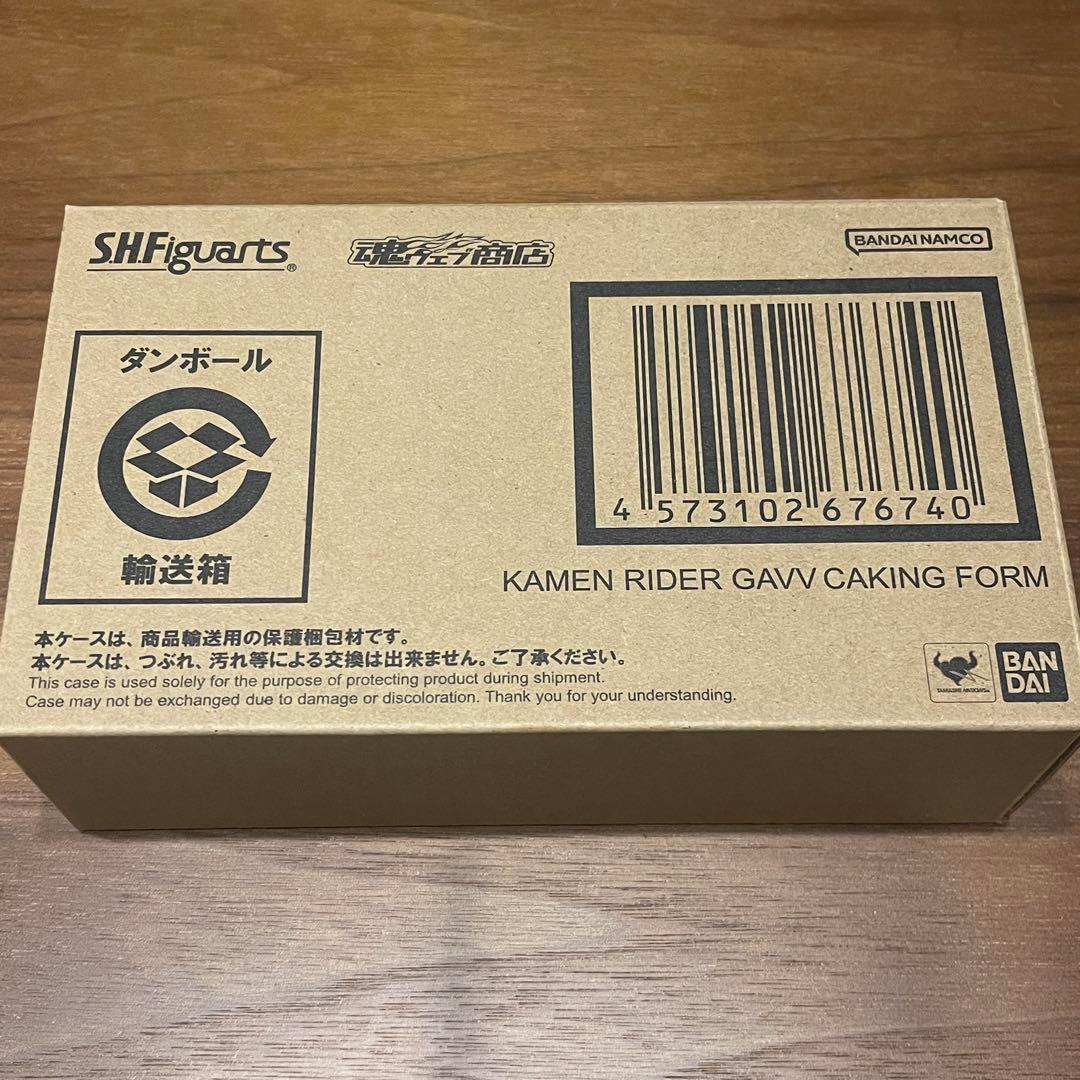 S.H.Figuarts®
魂ウェブ商店
BANDAI NAMCO
ダンボール
輸送箱
4 573102 676740
KAMEN RIDER GAVV CAKING FORM
本ケースは、商品輸送用の保護梱包材です。
本ケースは、つぶれ、汚れ等による交換は出来ません。ご了承ください。
This case is used solely for the purpose of protecting product during shipment.
Case may not be exchanged due to damage or discoloration. Thank you for your understanding.
TAMASHII NATIONS
BAN
DAI